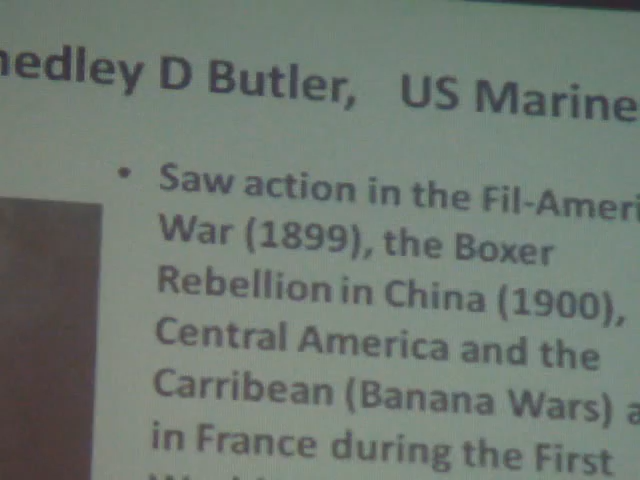 nedley D Butler, US Marine
• Saw action in the Fil-Ameri
War (1899), the Boxer
Rebellion in China (1900),
Central America and the
Carribean (Banana Wars) a
in France during the First